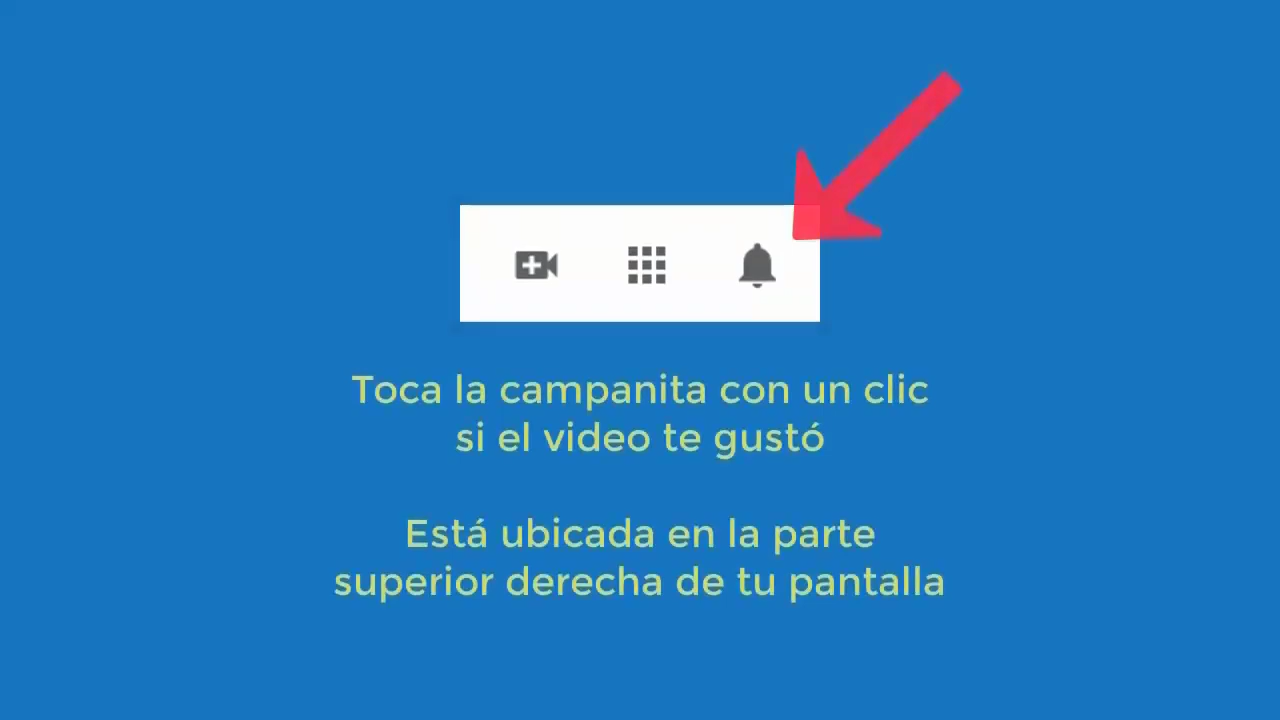 Toca la campanita con un clic
si el video te gustó
Está ubicada en la parte
superior derecha de tu pantalla